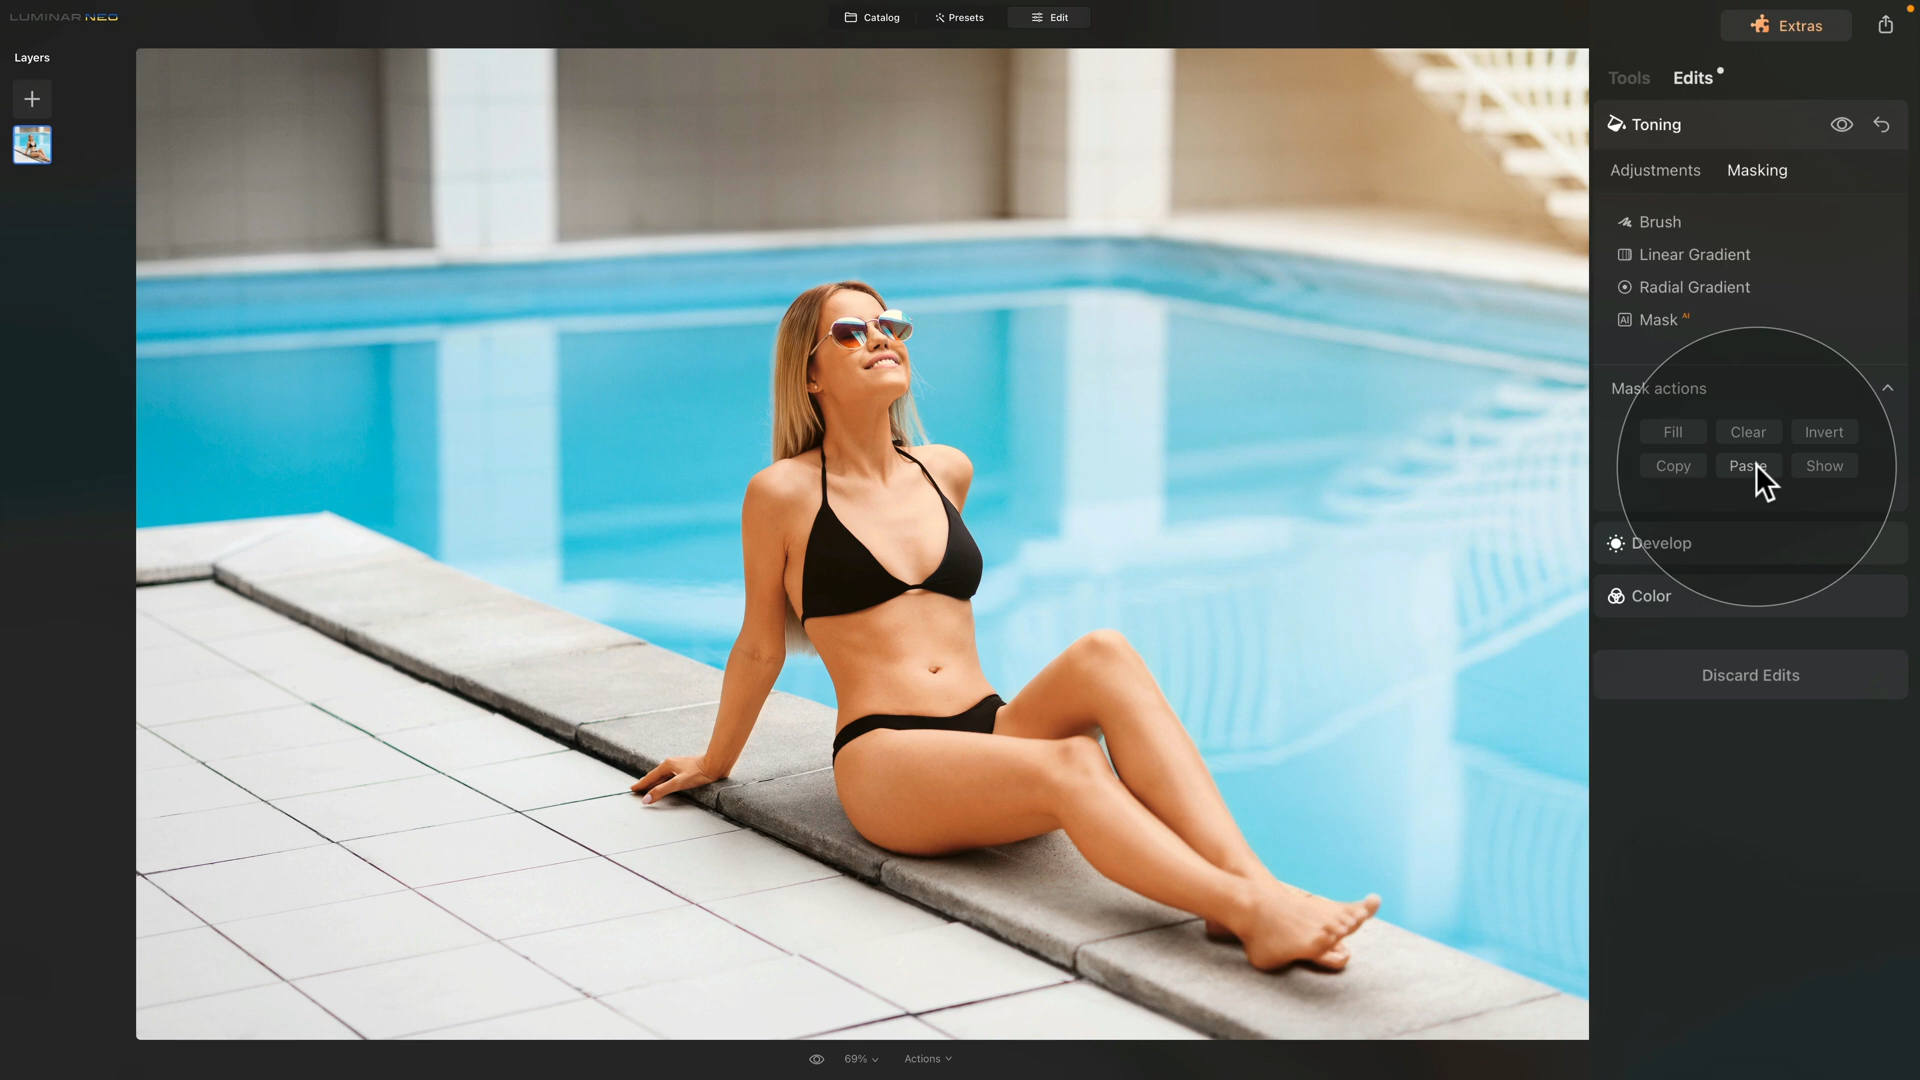 LUMINAR NEO
Catalog
Presets
Edit
Extras
Layers
Tools
Edits
Toning
Adjustments
Masking
Brush
Linear Gradient
Radial Gradient
AI Mask AI
Mask actions
Fill
Clear
Invert
Copy
Paste
Show
Develop
Color
Discard Edits
69%
Actions